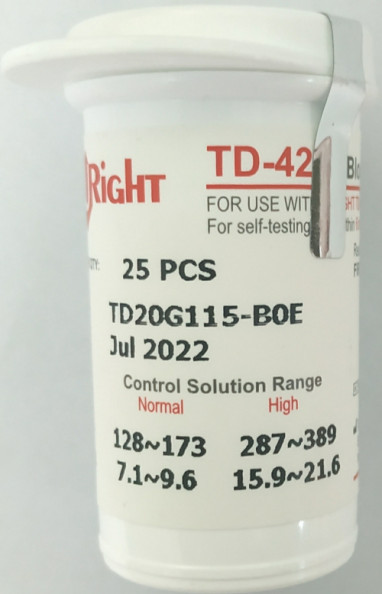 RIGHT
TD-42
FOR USE WIT
For self-testing
25 PCS
TD20G115-B0E
Jul 2022
Control Solution Range
Normal High
128~173 287~389
7.1~9.6 15.9~21.6